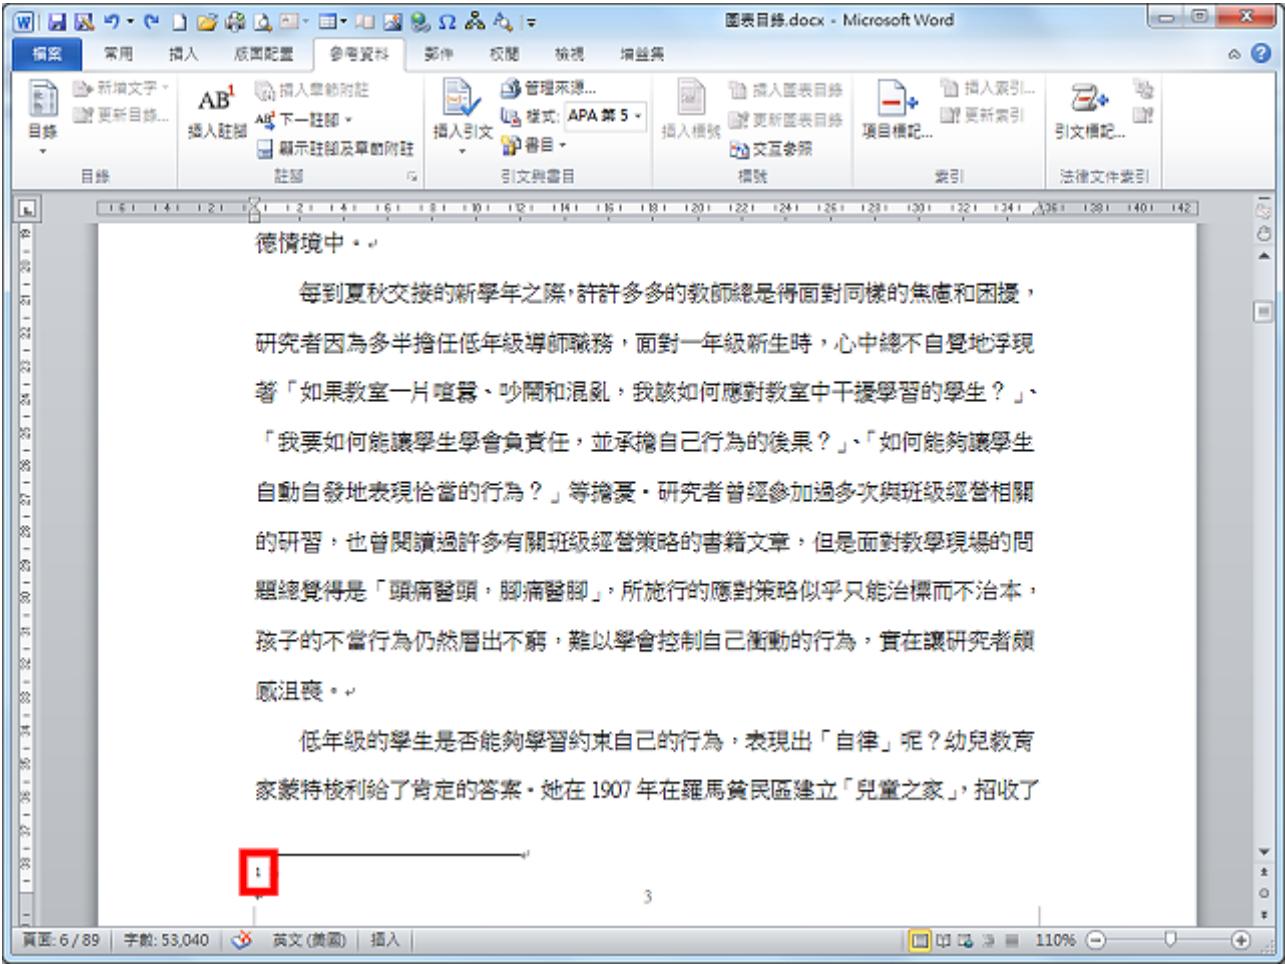 圖表目錄.docx - Microsoft Word
檔案 常用 插入 版面配置 參考資料 郵件 校閱 檢視 增益集
目錄
新增文字
更新目錄...
目錄
AB1
插入註腳
插入章節附註
下一註腳
顯示註腳及章節附註
註腳
插入引文
管理來源...
樣式: APA 第 5
書目
引文與書目
插入標號
插入圖表目錄
更新圖表目錄
交互參照
標號
項目標記...
插入索引...
更新索引
索引
引文標記...
法律文件索引
德情境中。
每到夏秋交接的新學年之際,許許多多的教師總是得面對同樣的焦慮和困擾,
研究者因為多半擔任低年級導師職務,面對一年級新生時,心中總不自覺地浮現
著「如果教室一片喧囂、吵鬧和混亂,我該如何應對教室中干擾學習的學生?」、
「我要如何能讓學生學會負責任,並承擔自己行為的後果?」、「如何能夠讓學生
自動自發地表現恰當的行為?」等擔憂。研究者曾經參加過多次與班級經營相關
的研習,也曾閱讀過許多有關班級經營策略的書籍文章,但是面對教學現場的問
題總覺得是「頭痛醫頭,腳痛醫腳」,所施行的應對策略似乎只能治標而不治本,
孩子的不當行為仍然層出不窮,難以學會控制自己衝動的行為,實在讓研究者頗
感沮喪。
低年級的學生是否能夠學習約束自己的行為,表現出「自律」呢?幼兒教育
家蒙特梭利給了肯定的答案。她在 1907 年在羅馬貧民區建立「兒童之家」,招收了
1
3
頁面: 6 / 89 字數: 53,040 英文 (美國) 插入 110%